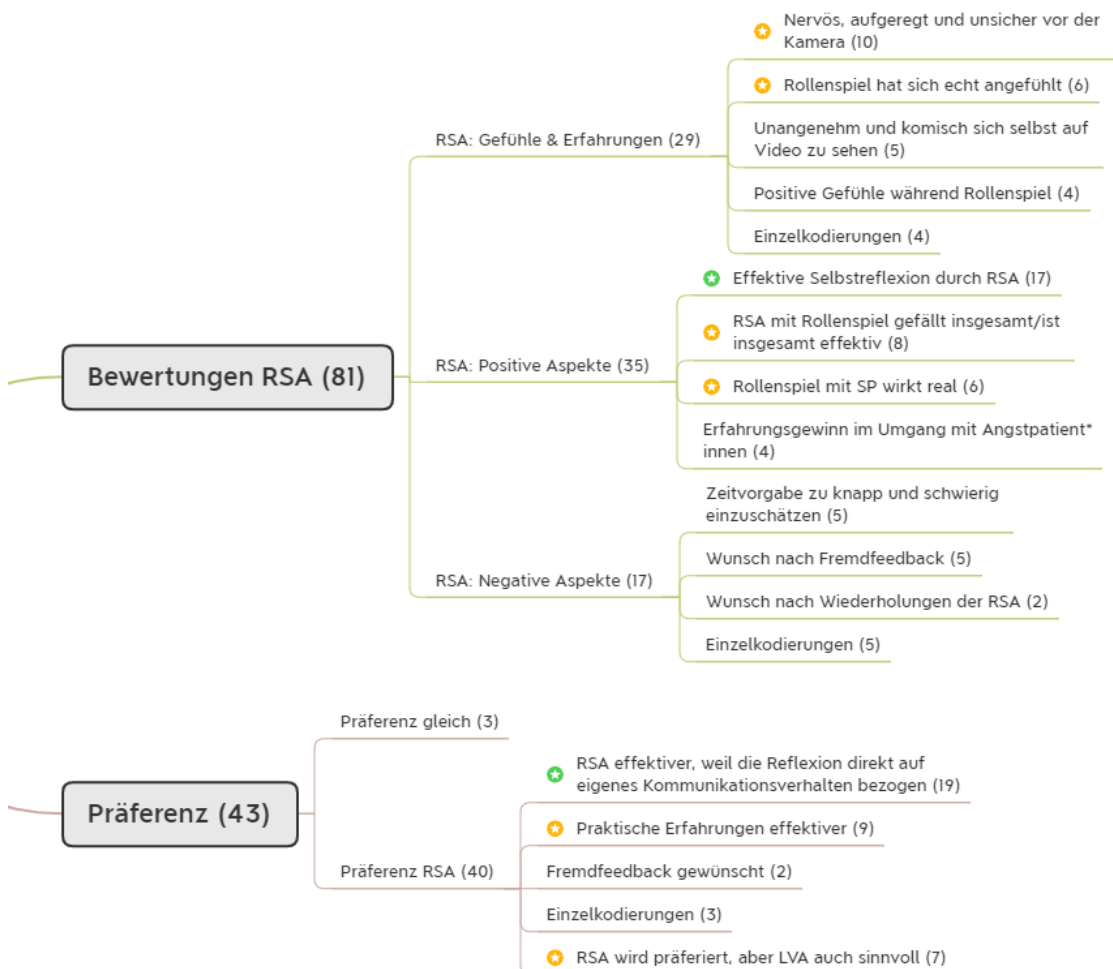 Nervös, aufgeregt und unsicher vor der
Kamera (10)
Rollenspiel hat sich echt angefühlt (6)
RSA: Gefühle & Erfahrungen (29)
Unangenehm und komisch sich selbst auf
Video zu sehen (5)
Positive Gefühle während Rollenspiel (4)
Einzelkodierungen (4)
Bewertungen RSA (81)
RSA: Positive Aspekte (35)
Effektive Selbstreflexion durch RSA (17)
RSA mit Rollenspiel gefällt insgesamt/ist
insgesamt effektiv (8)
Rollenspiel mit SP wirkt real (6)
Erfahrungsgewinn im Umgang mit Angstpatient*
innen (4)
RSA: Negative Aspekte (17)
Zeitvorgabe zu knapp und schwierig
einzuschätzen (5)
Wunsch nach Fremdfeedback (5)
Wunsch nach Wiederholungen der RSA (2)
Einzelkodierungen (5)
Präferenz (43)
Präferenz gleich (3)
Präferenz RSA (40)
RSA effektiver, weil die Reflexion direkt auf
eigenes Kommunikationsverhalten bezogen (19)
Praktische Erfahrungen effektiver (9)
Fremdfeedback gewünscht (2)
Einzelkodierungen (3)
RSA wird präferiert, aber LVA auch sinnvoll (7)